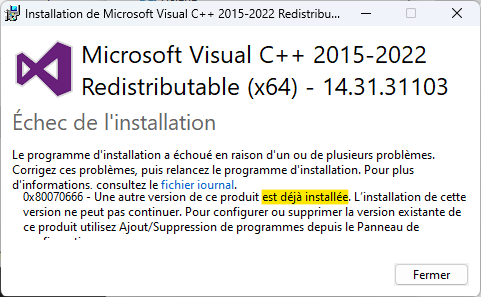 Installation de Microsoft Visual C++ 2015-2022 Redistribu...
Microsoft Visual C++ 2015-2022
Redistributable (x64) - 14.31.31103
Échec de l'installation
Le programme d'installation a échoué en raison d'un ou de plusieurs problèmes.
Corrigez ces problèmes, puis relancez le programme d'installation. Pour plus
d'informations, consultez le fichier journal.
0x80070666 - Une autre version de ce produit est déjà installée. L'installation de cette
version ne peut pas continuer. Pour configurer ou supprimer la version existante de
ce produit utilisez Ajout/Suppression de programmes depuis le Panneau de
Fermer